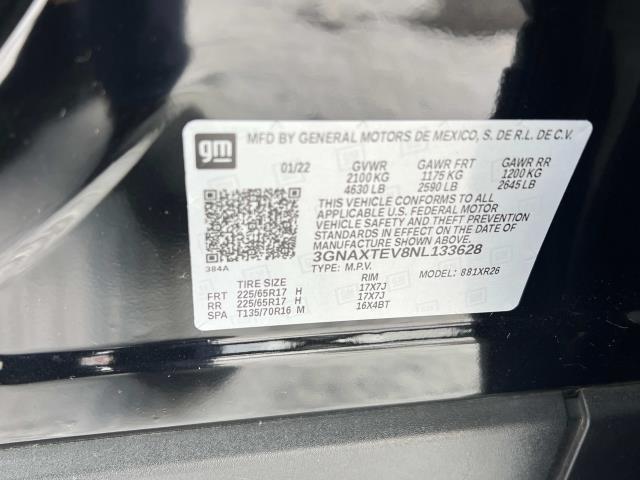 gm
MFD BY GENERAL MOTORS DE MEXICO, S. DE R.L. DE C.V.
01/22 GVWR GAWR FRT GAWR RR
2100 KG 1175 KG 1200 KG
4630 LB 2590 LB 2645 LB
THIS VEHICLE CONFORMS TO ALL
APPLICABLE U.S. FEDERAL MOTOR
VEHICLE SAFETY AND THEFT PREVENTION
STANDARDS IN EFFECT ON THE DATE OF
MANUFACTURE SHOWN ABOVE.
3GNAXTEV8NL133628
384A
TYPE: M.P.V. MODEL: 881XR26
TIRE SIZE RIM
FRT 225/65R17 H 17X7J
RR 225/65R17 H 17X7J
SPA T135/70R16 M 16X4BT